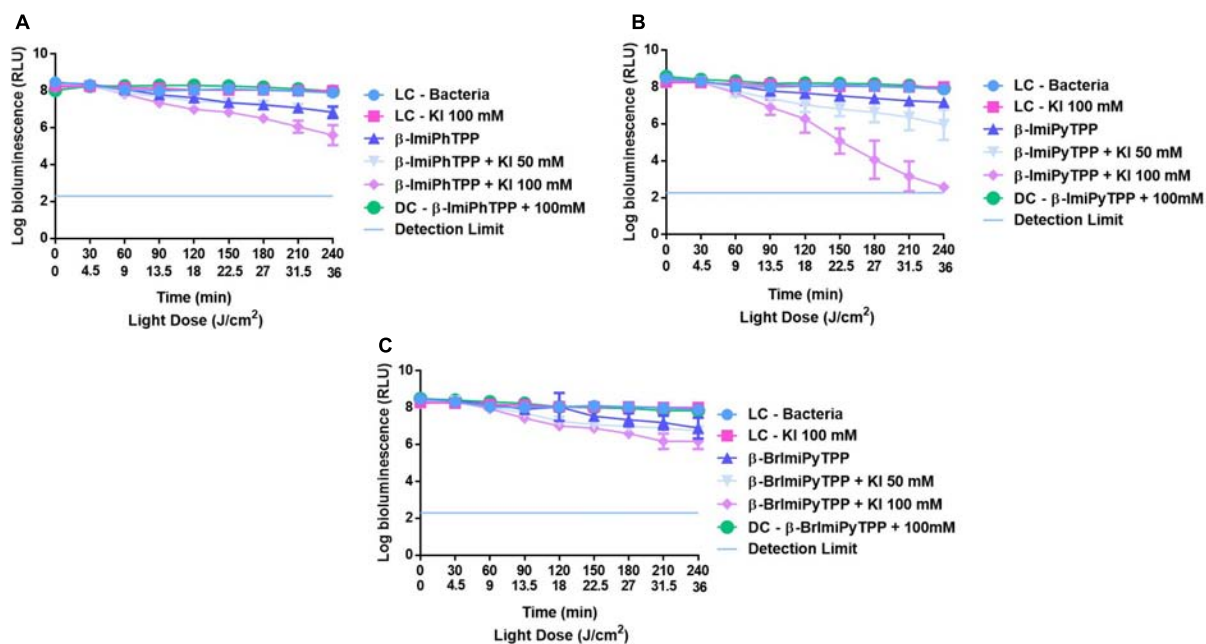 A
Log bioluminescence (RLU)
10
8
6
4
2
0
0 30 60 90 120 150 180 210 240
0 4.5 9 13.5 18 22.5 27 31.5 36
Time (min)
Light Dose (J/cm²)
LC - Bacteria
LC - KI 100 mM
β-ImiPhTPP
β-ImiPhTPP + KI 50 mM
β-ImiPhTPP + KI 100 mM
DC - β-ImiPhTPP + 100mM
Detection Limit
B
Log bioluminescence (RLU)
10
8
6
4
2
0
0 30 60 90 120 150 180 210 240
0 4.5 9 13.5 18 22.5 27 31.5 36
Time (min)
Light Dose (J/cm²)
LC - Bacteria
LC - KI 100 mM
β-ImiPyTPP
β-ImiPyTPP + KI 50 mM
β-ImiPyTPP + KI 100 mM
DC - β-ImiPyTPP + 100mM
Detection Limit
C
Log bioluminescence (RLU)
10
8
6
4
2
0
0 30 60 90 120 150 180 210 240
0 4.5 9 13.5 18 22.5 27 31.5 36
Time (min)
Light Dose (J/cm²)
LC - Bacteria
LC - KI 100 mM
β-BrImiPyTPP
β-BrImiPyTPP + KI 50 mM
β-BrImiPyTPP + KI 100 mM
DC - β-BrImiPyTPP + 100mM
Detection Limit